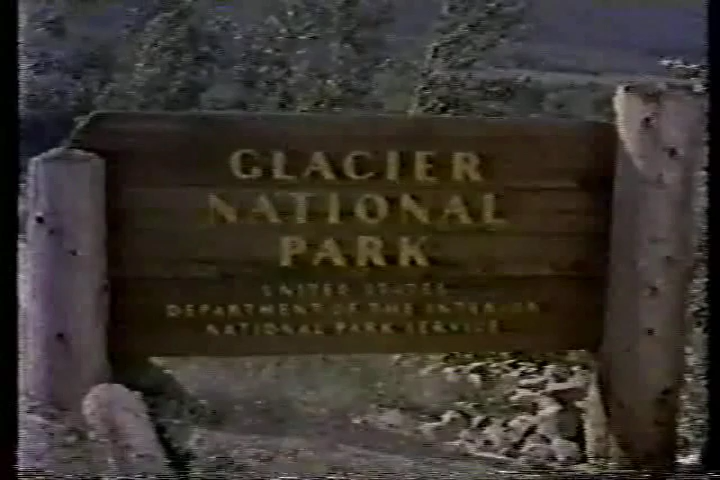 GLACIER
NATIONAL
PARK
UNITED STATES
DEPARTMENT OF THE INTERIOR
NATIONAL PARK SERVICE